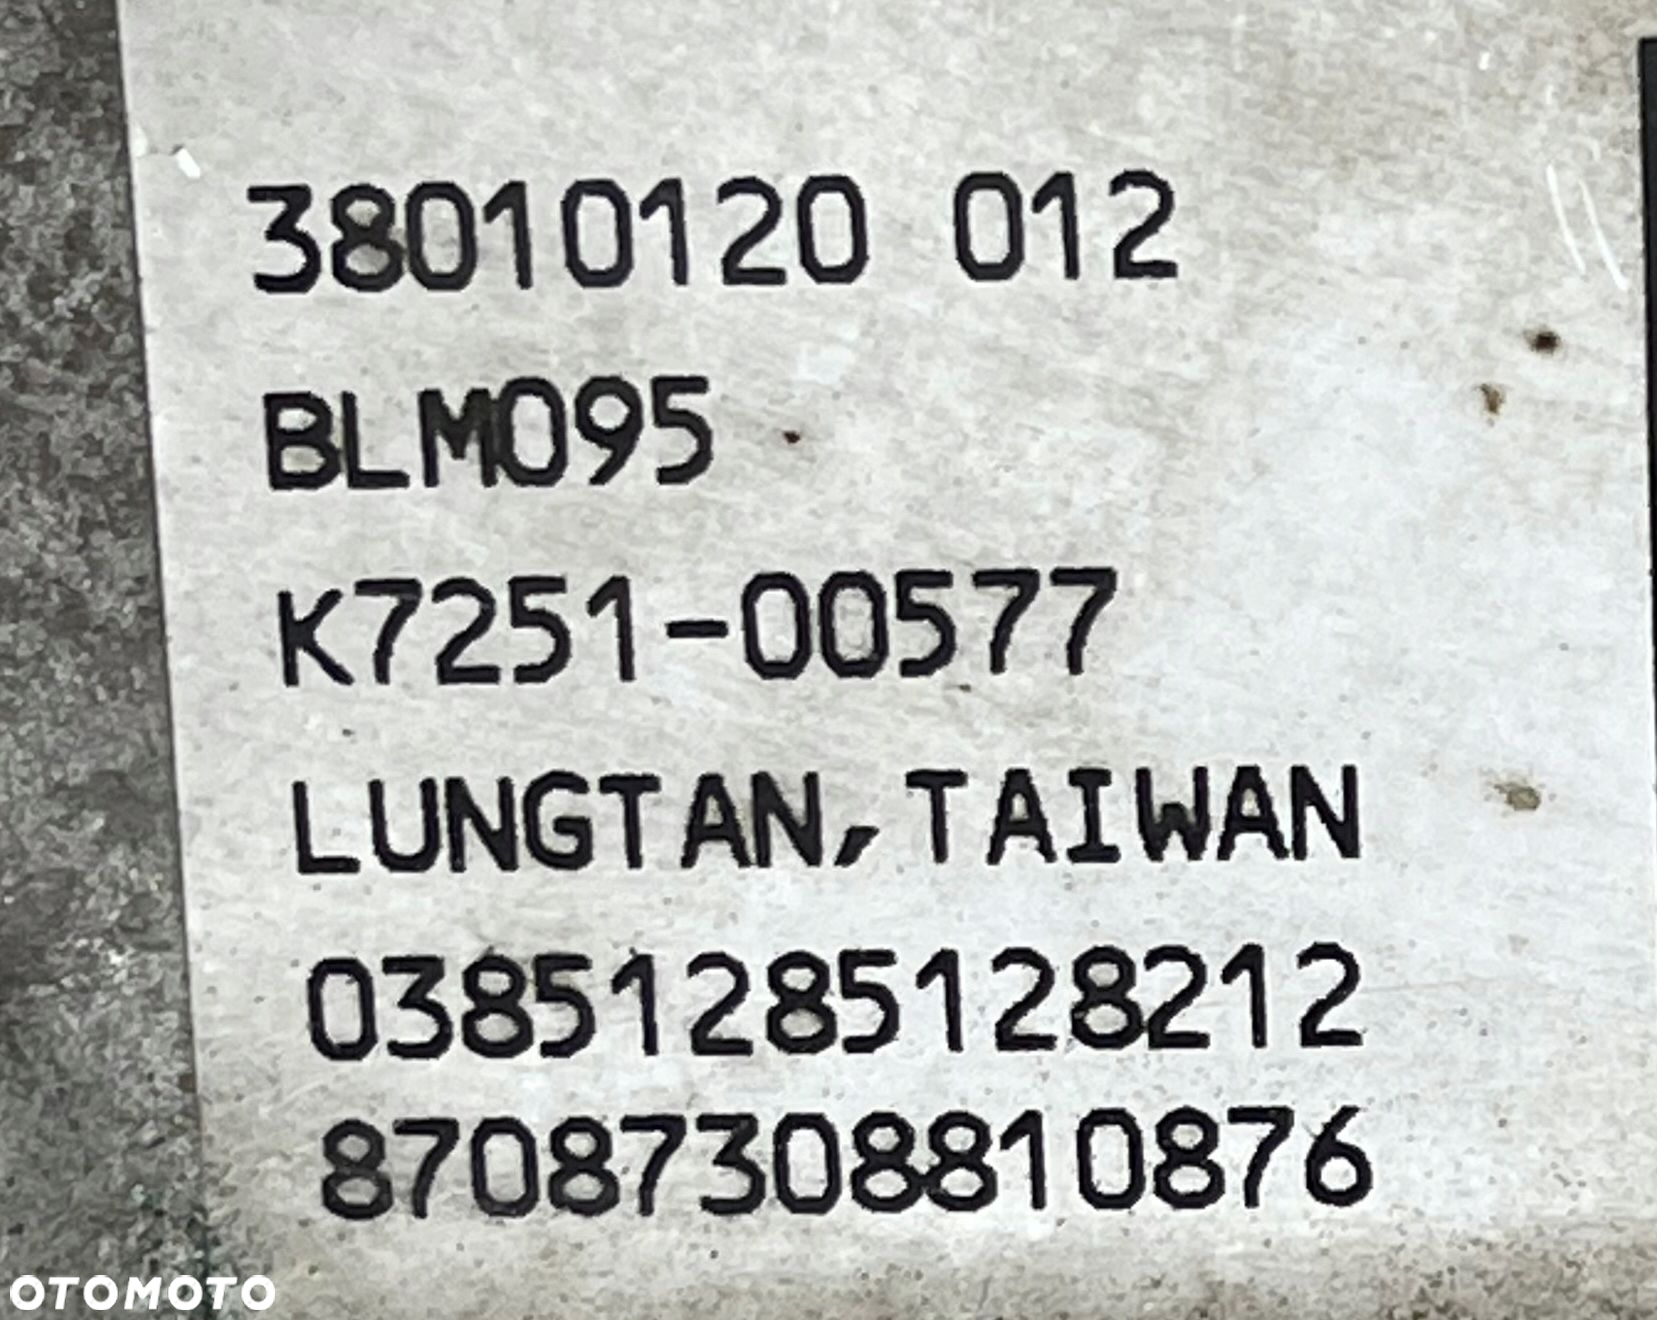 38010120 012
BLM095
K7251-00577
LUNGTAN, TAIWAN
03851285128212
87087308810876
OTOMOTO